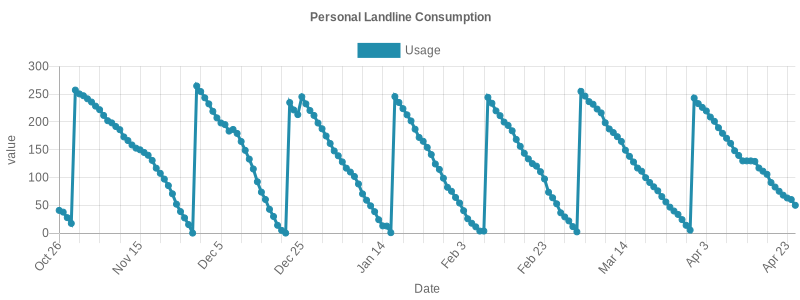 Personal Landline Consumption
Usage
300
250
200
150
100
50
0
value
Oct 26
Nov 15
Dec 5
Dec 25
Jan 14
Feb 3
Feb 23
Mar 14
Apr 3
Apr 23
Date